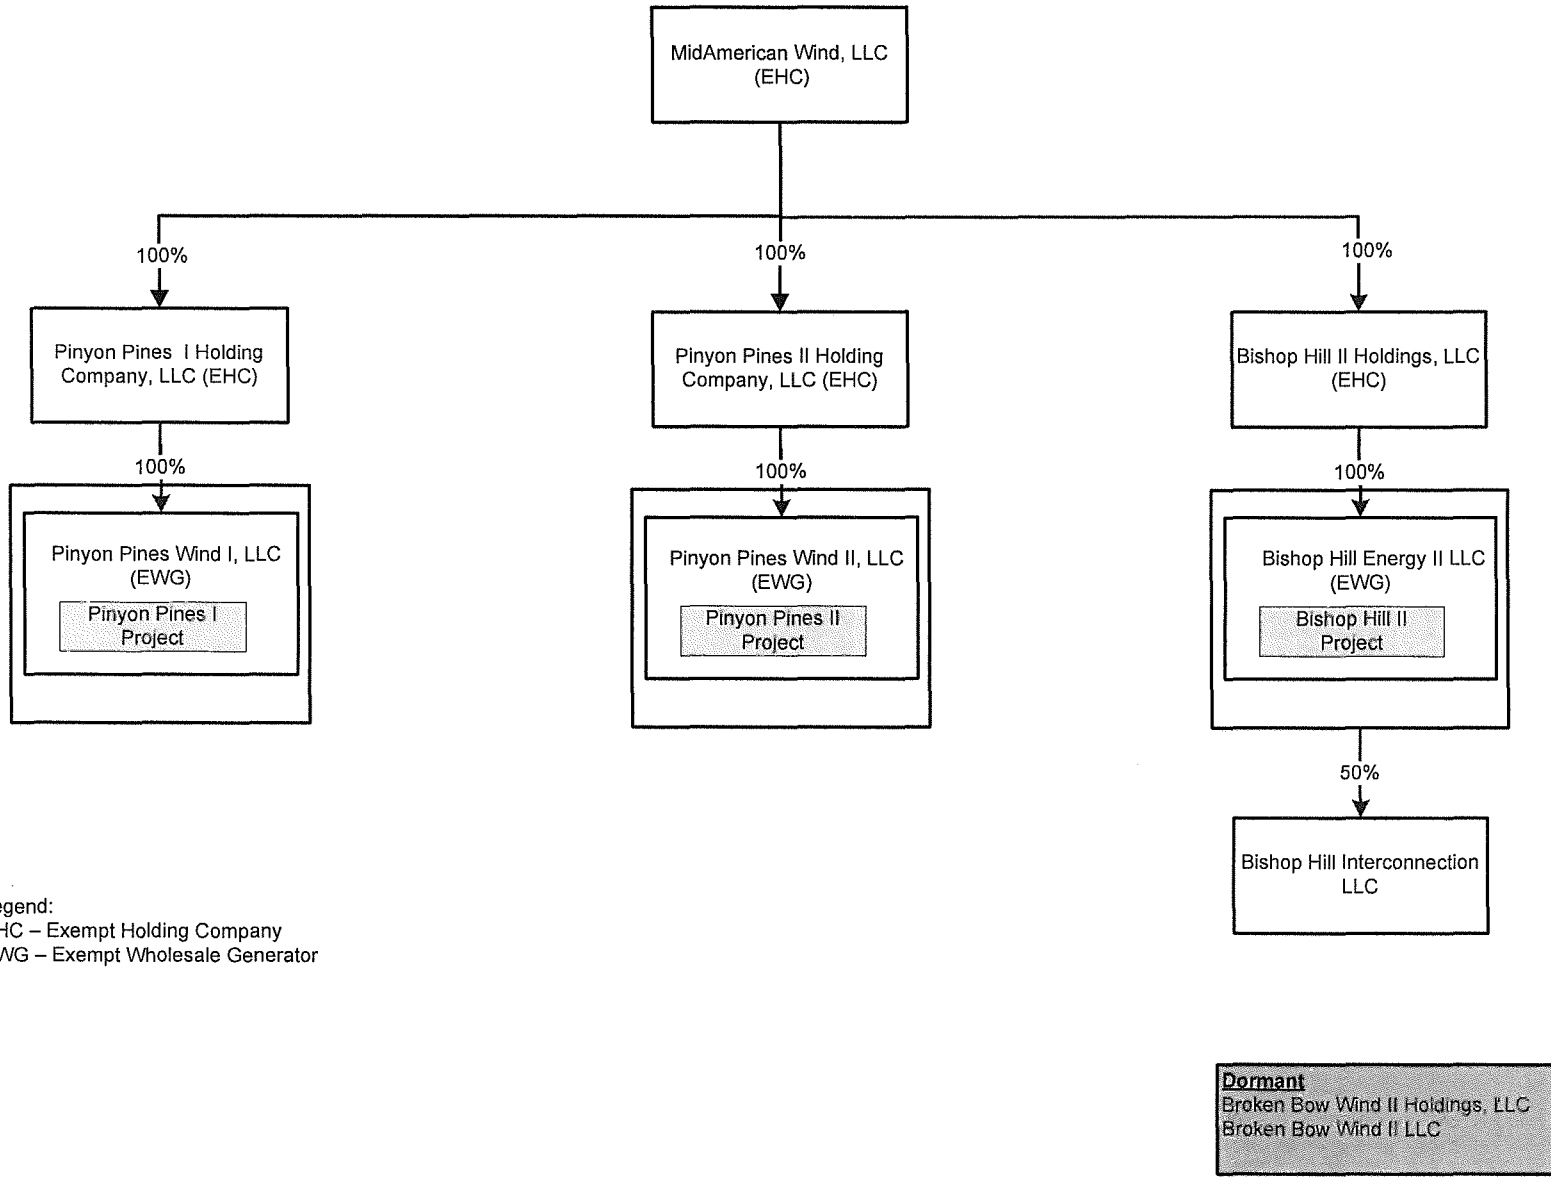 MidAmerican Wind, LLC
(EHC)
100%
100%
100%
Pinyon Pines I Holding
Company, LLC (EHC)
Pinyon Pines II Holding
Company, LLC (EHC)
Bishop Hill II Holdings, LLC
(EHC)
100%
100%
100%
Pinyon Pines Wind I, LLC
(EWG)
Pinyon Pines I
Project
Pinyon Pines Wind II, LLC
(EWG)
Pinyon Pines II
Project
Bishop Hill Energy II LLC
(EWG)
Bishop Hill II
Project
50%
Bishop Hill Interconnection
LLC
egend:
HC – Exempt Holding Company
WG – Exempt Wholesale Generator
Dormant
Broken Bow Wind II Holdings, LLC
Broken Bow Wind II LLC